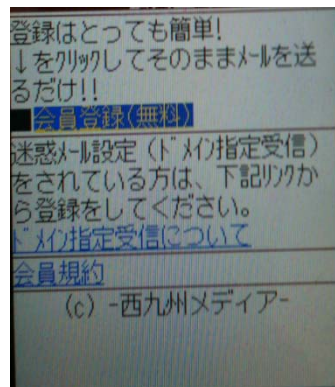 登録はとっても簡単!
↓をｸﾘｯｸしてそのままﾒｰﾙを送
るだけ!!
■会員登録(無料)
迷惑ﾒｰﾙ設定（ﾄﾞﾒｲﾝ指定受信）
をされている方は、下記ﾘﾝｸか
ら登録をしてください。
ﾄﾞﾒｲﾝ指定受信について
会員規約
(c) -西九州メディア-